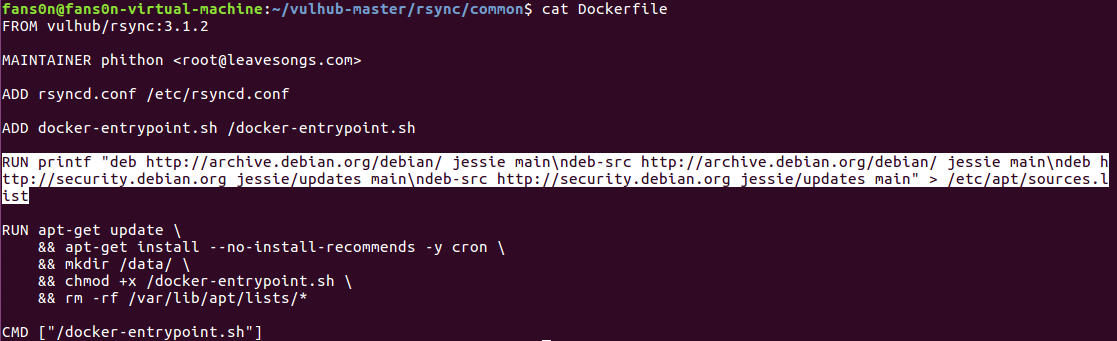 fans0n@fans0n-virtual-machine:~/vulhub-master/rsync/common$ cat Dockerfile
FROM vulhub/rsync:3.1.2
MAINTAINER phithon <root@leavesongs.com>
ADD rsyncd.conf /etc/rsyncd.conf
ADD docker-entrypoint.sh /docker-entrypoint.sh
RUN printf "deb http://archive.debian.org/debian/ jessie main\ndeb-src http://archive.debian.org/debian/ jessie main\ndeb h
ttp://security.debian.org jessie/updates main\ndeb-src http://security.debian.org jessie/updates main" > /etc/apt/sources.l
ist
RUN apt-get update \
    && apt-get install --no-install-recommends -y cron \
    && mkdir /data/ \
    && chmod +x /docker-entrypoint.sh \
    && rm -rf /var/lib/apt/lists/*
CMD ["/docker-entrypoint.sh"]